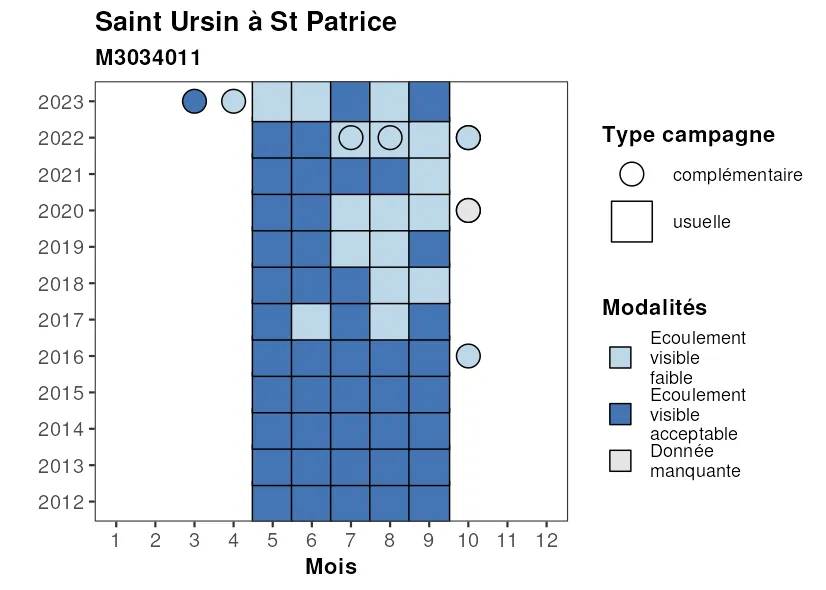 Saint Ursin à St Patrice
M3034011
2023
2022
2021
2020
2019
2018
2017
2016
2015
2014
2013
2012
1 2 3 4 5 6 7 8 9 10 11 12
Mois
Type campagne
complémentaire
usuelle
Modalités
Ecoulement
visible
faible
Ecoulement
visible
acceptable
Donnée
manquante